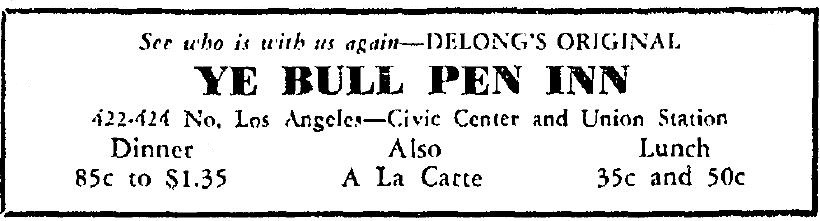 See who is with us again—DELONG'S ORIGINAL
YE BULL PEN INN
422-424 No. Los Angeles—Civic Center and Union Station
Dinner Also Lunch
85c to $1.35 A La Carte 35c and 50c